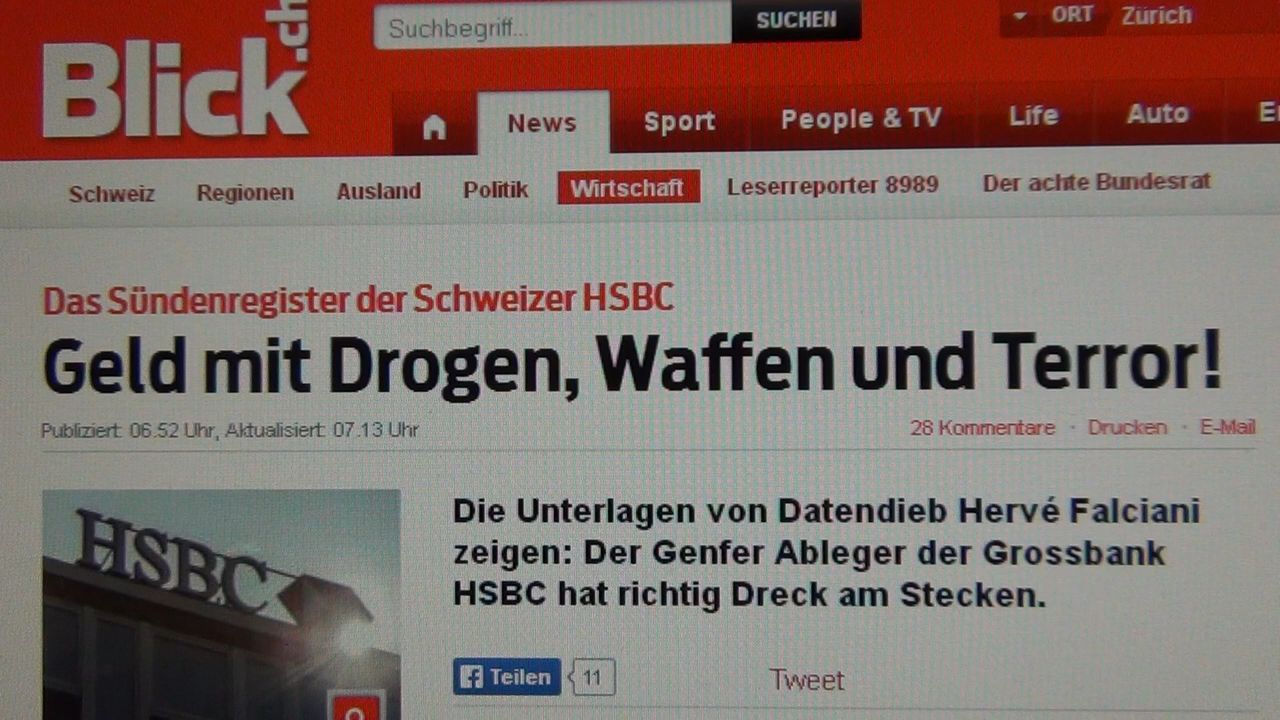 Blick.ch
Suchbegriff...
SUCHEN
ORT Zürich
News Sport People & TV Life Auto
Schweiz Regionen Ausland Politik Wirtschaft Leserreporter 8989 Der achte Bundesrat
Das Sündenregister der Schweizer HSBC
Geld mit Drogen, Waffen und Terror!
Publiziert: 06.52 Uhr, Aktualisiert: 07.13 Uhr
28 Kommentare · Drucken · E-Mail
HSBC
Die Unterlagen von Datendieb Hervé Falciani
zeigen: Der Genfer Ableger der Grossbank
HSBC hat richtig Dreck am Stecken.
Teilen 11
Tweet